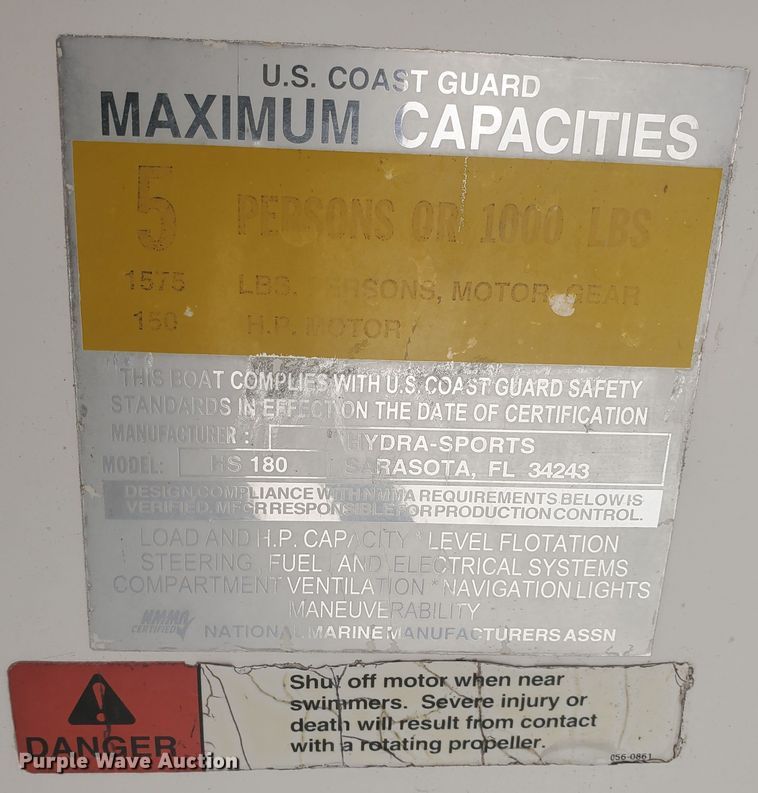 U.S. COAST GUARD
MAXIMUM CAPACITIES
5 PERSONS OR 1000 LBS
1575 LBS. PERSONS, MOTOR, GEAR
150 H.P. MOTOR
THIS BOAT COMPLIES WITH U.S. COAST GUARD SAFETY
STANDARDS IN EFFECT ON THE DATE OF CERTIFICATION
MANUFACTURER: HYDRA-SPORTS
MODEL: HS 180 SARASOTA, FL 34243
DESIGN COMPLIANCE WITH NMMA REQUIREMENTS BELOW IS
VERIFIED. MFGR RESPONSIBLE FOR PRODUCTION CONTROL.
LOAD AND H.P. CAPACITY * LEVEL FLOTATION
STEERING, FUEL AND ELECTRICAL SYSTEMS
COMPARTMENT VENTILATION * NAVIGATION LIGHTS
MANEUVERABILITY
NMMA
CERTIFIED
NATIONAL MARINE MANUFACTURERS ASSN
DANGER
Shut off motor when near
swimmers. Severe injury or
death will result from contact
with a rotating propeller.
056-0861
Purple Wave Auction